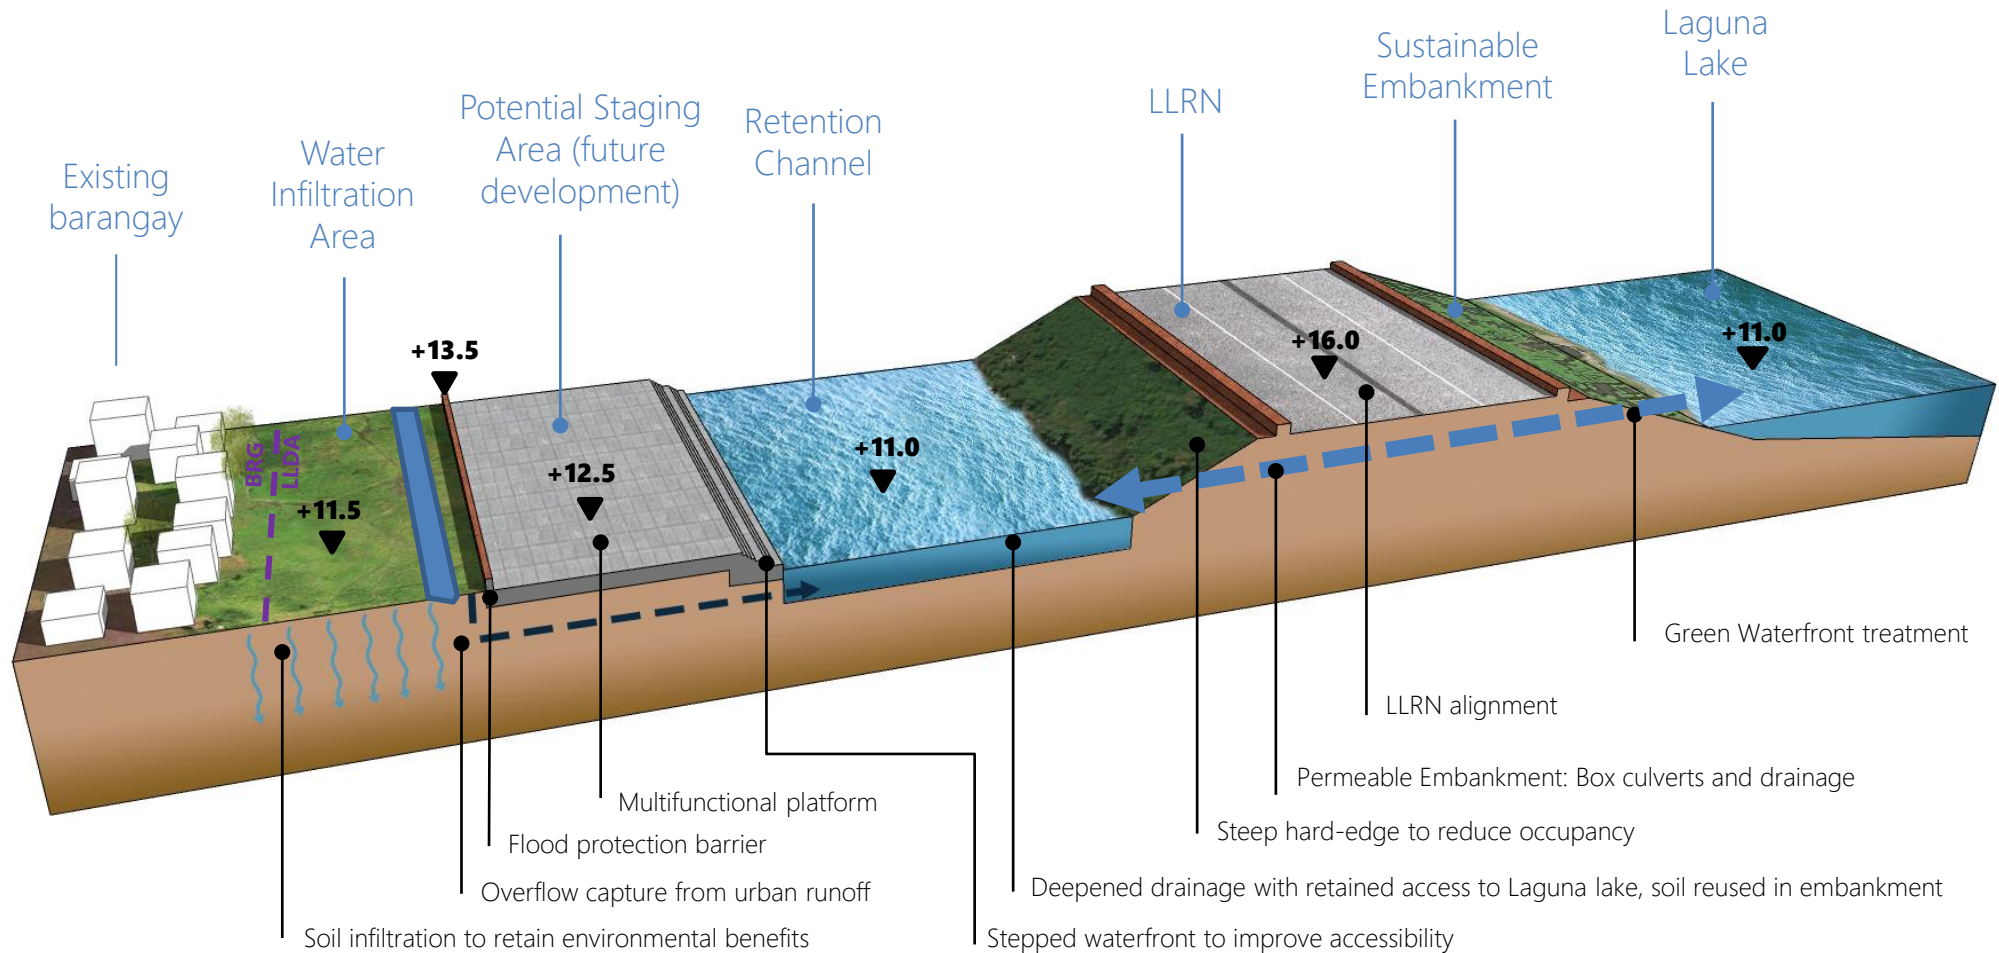 Existing
barangay
Water
Infiltration
Area
Potential Staging
Area (future
development)
Retention
Channel
LLRN
Sustainable
Embankment
Laguna
Lake
+13.5
+16.0
+11.0
+11.0
+12.5
+11.5
BRG
LLDA
Green Waterfront treatment
LLRN alignment
Permeable Embankment: Box culverts and drainage
Multifunctional platform
Steep hard-edge to reduce occupancy
Flood protection barrier
Overflow capture from urban runoff
Deepened drainage with retained access to Laguna lake, soil reused in embankment
Soil infiltration to retain environmental benefits
Stepped waterfront to improve accessibility